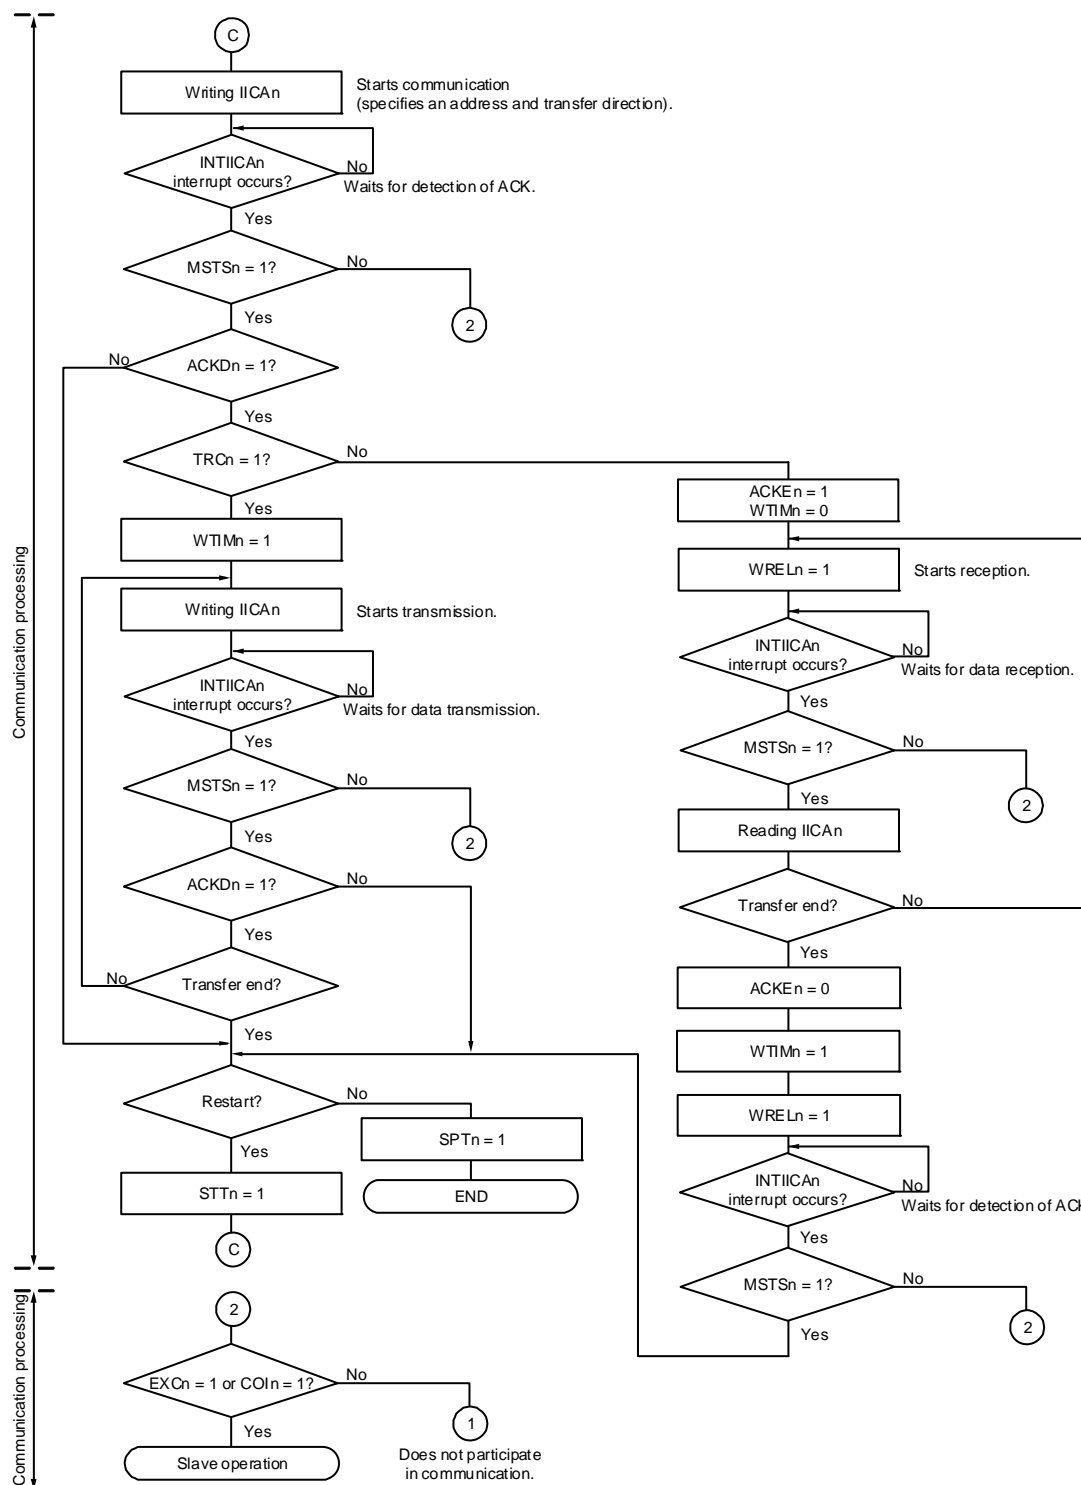 C
Writing IICAn
Starts communication
(specifies an address and transfer direction).
INTIICAn
interrupt occurs?
No
Waits for detection of ACK.
Yes
MSTSn = 1?
No
2
Yes
ACKDn = 1?
No
Yes
TRCn = 1?
No
Yes
WTIMn = 1
Writing IICAn
Starts transmission.
INTIICAn
interrupt occurs?
No
Waits for data transmission.
Yes
MSTSn = 1?
No
2
Yes
ACKDn = 1?
No
Yes
Transfer end?
No
Yes
Restart?
No
SPTn = 1
END
Yes
STTn = 1
C
ACKEn = 1
WTIMn = 0
WRELn = 1
Starts reception.
INTIICAn
interrupt occurs?
No
Waits for data reception.
Yes
MSTSn = 1?
No
2
Yes
Reading IICAn
Transfer end?
No
Yes
ACKEn = 0
WTIMn = 1
WRELn = 1
INTIICAn
interrupt occurs?
No
Waits for detection of ACK
Yes
MSTSn = 1?
No
2
Yes
Communication processing
2
EXCn = 1 or COIn = 1?
No
1
Does not participate
in communication.
Yes
Slave operation
Communication processing